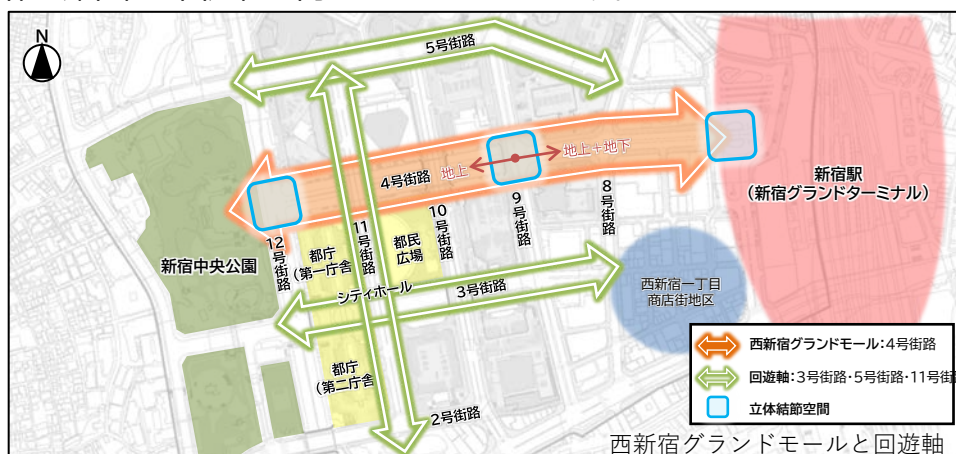 N
5号街路
地上
地上＋地下
4号街路
新宿駅
(新宿グランドターミナル)
12号街路
11号街路
10号街路
9号街路
8号街路
都庁
(第一庁舎
都民
広場
新宿中央公園
シティホール
3号街路
西新宿一丁目
商店街地区
都庁
(第二庁舎
2号街路
西新宿グランドモール：4号街路
回遊軸：3号街路・5号街路・11号街
立体結節空間
西新宿グランドモールと回遊軸